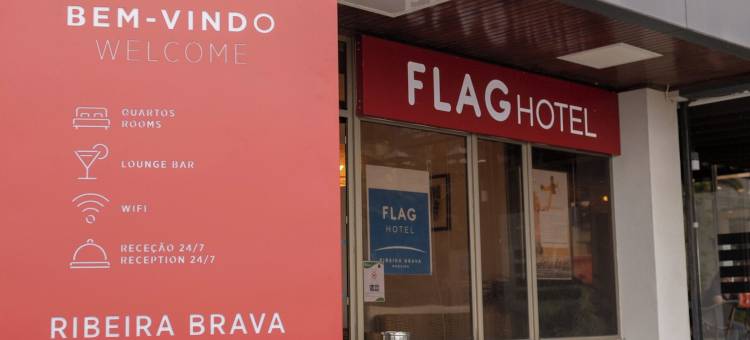 BEM-VINDO
WELCOME
QUARTOS
ROOMS
LOUNGE BAR
WIFI
RECEÇÃO 24/7
RECEPTION 24/7
RIBEIRA BRAVA
FLAG HOTEL
FLAG
HOTEL
RIBEIRA BRAVA
MADEIRA